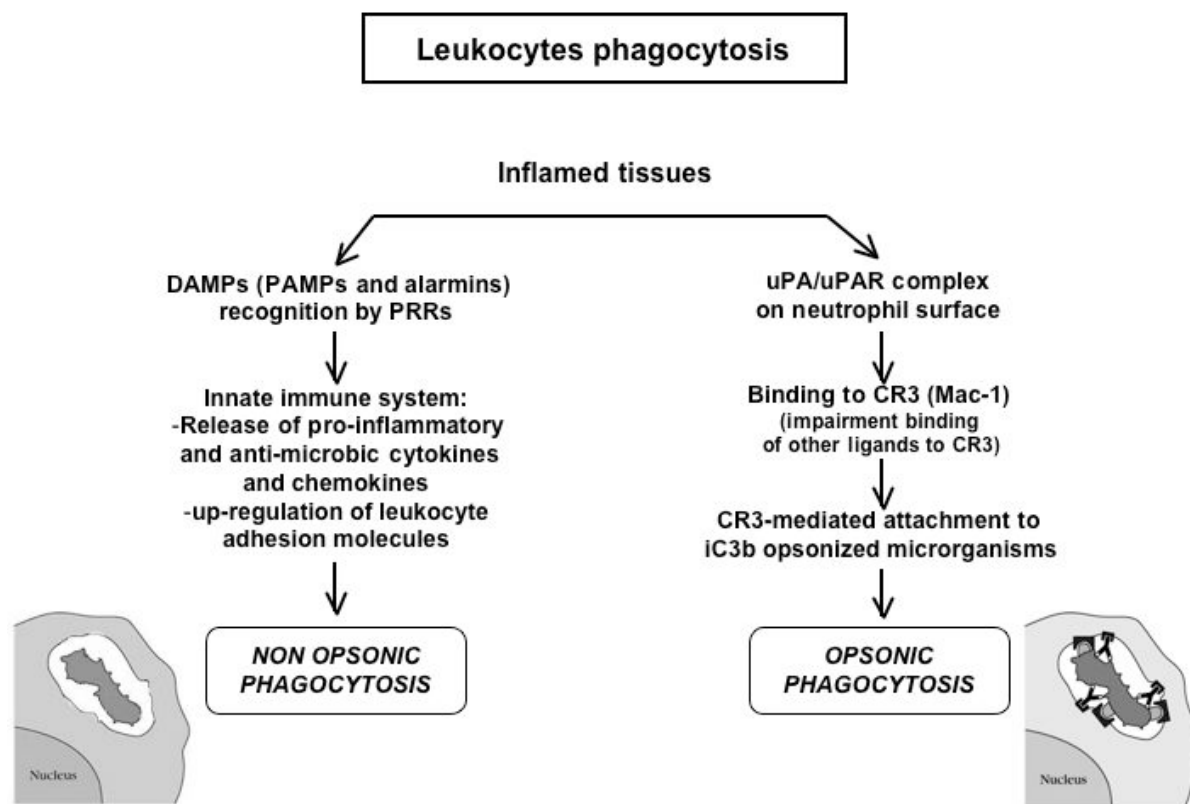 Leukocytes phagocytosis
Inflamed tissues
DAMPs (PAMPs and alarmins)
recognition by PRRs
Innate immune system:
-Release of pro-inflammatory
and anti-microbic cytokines
and chemokines
-up-regulation of leukocyte
adhesion molecules
NON OPSONIC
PHAGOCYTOSIS
Nucleus
uPA/uPAR complex
on neutrophil surface
Binding to CR3 (Mac-1)
(impairment binding
of other ligands to CR3)
CR3-mediated attachment to
iC3b opsonized microrganisms
OPSONIC
PHAGOCYTOSIS
Nucleus